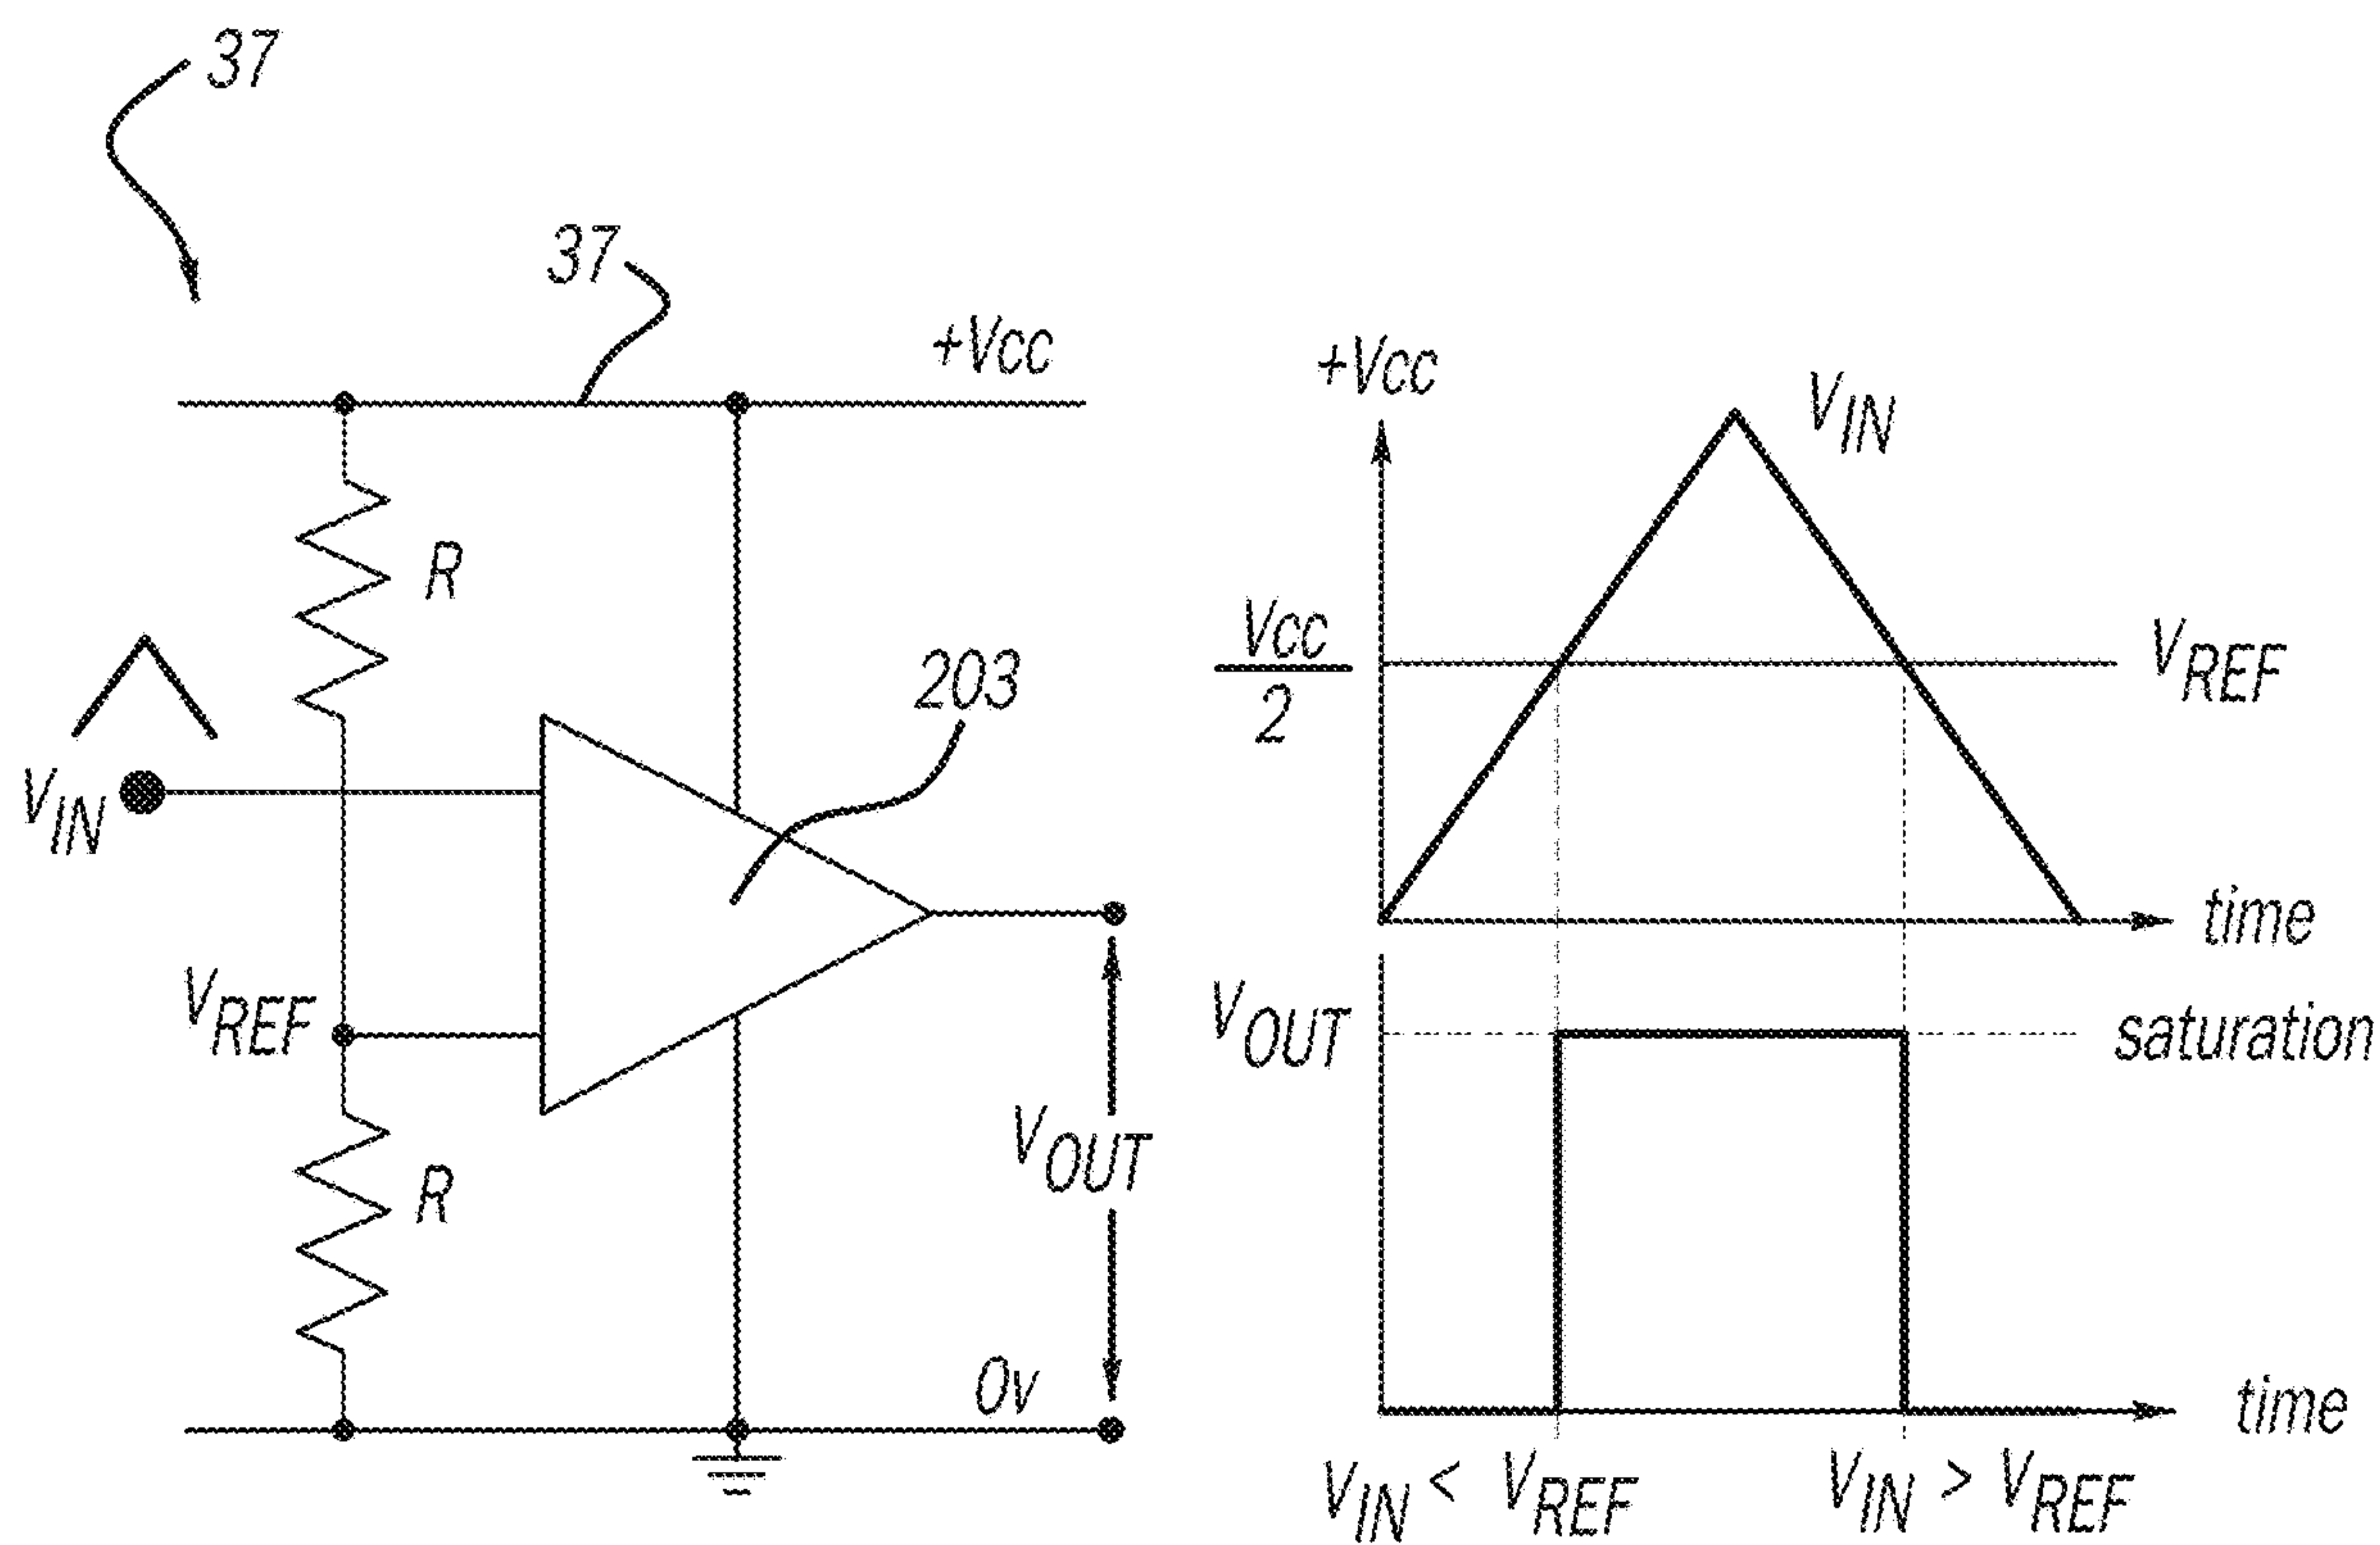 37
37
+Vcc
R
203
VIN
VREF
VOUT
R
0v
+Vcc
VIN
Vcc
2
VREF
time
VOUT
saturation
time
VIN < VREF
VIN > VREF